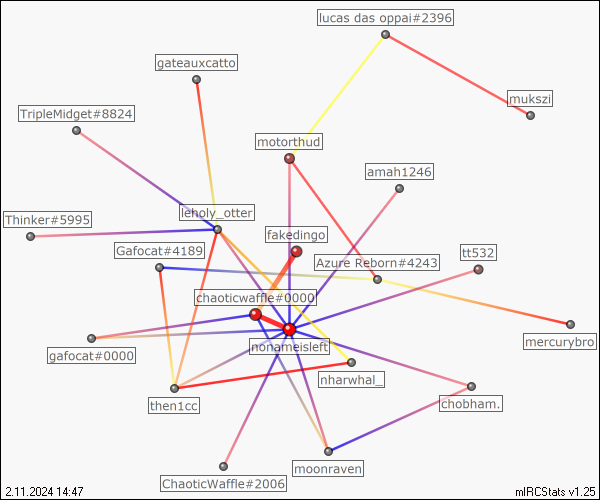 lucas das oppai#2396
gateauxcatto
mukszi
TripleMidget#8824
motorthud
amah1246
leholy_otter
Thinker#5995
fakedingo
Gafocat#4189
Azure Reborn#4243
tt532
chaoticwaffle#0000
mercurybro
gafocat#0000
nonameisleft
nharwhal_
then1cc
chobham.
moonraven
ChaoticWaffle#2006
2.11.2024 14:47
mIRCStats v1.25